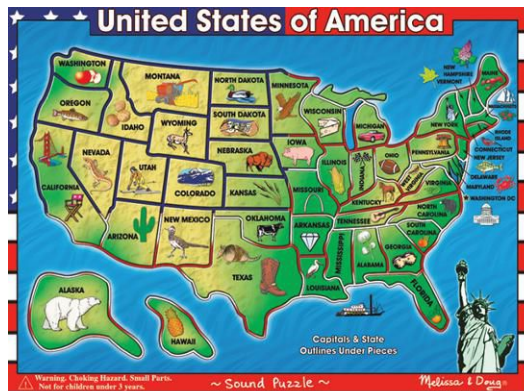 United States of America
WASHINGTON
OREGON
IDAHO
MONTANA
WYOMING
NORTH DAKOTA
SOUTH DAKOTA
NEBRASKA
KANSAS
MINNESOTA
IOWA
WISCONSIN
MICHIGAN
ILLINOIS
INDIANA
OHIO
PENNSYLVANIA
NEW YORK
NEW
HAMPSHIRE
VERMONT
MAINE
RHODE
ISLAND
CONNECTICUT
NEW JERSEY
DELAWARE
MARYLAND
WASHINGTON DC
CALIFORNIA
NEVADA
UTAH
COLORADO
ARIZONA
NEW MEXICO
OKLAHOMA
TEXAS
MISSOURI
ARKANSAS
LOUISIANA
MISSISSIPPI
ALABAMA
GEORGIA
FLORIDA
TENNESSEE
KENTUCKY
WEST
VIRGINIA
VIRGINIA
NORTH
CAROLINA
SOUTH
CAROLINA
ALASKA
HAWAII
Capitals & State
Outlines Under Pieces
Warning. Choking Hazard. Small Parts.
Not for children under 3 years.
~ Sound Puzzle ~
Melissa & Doug